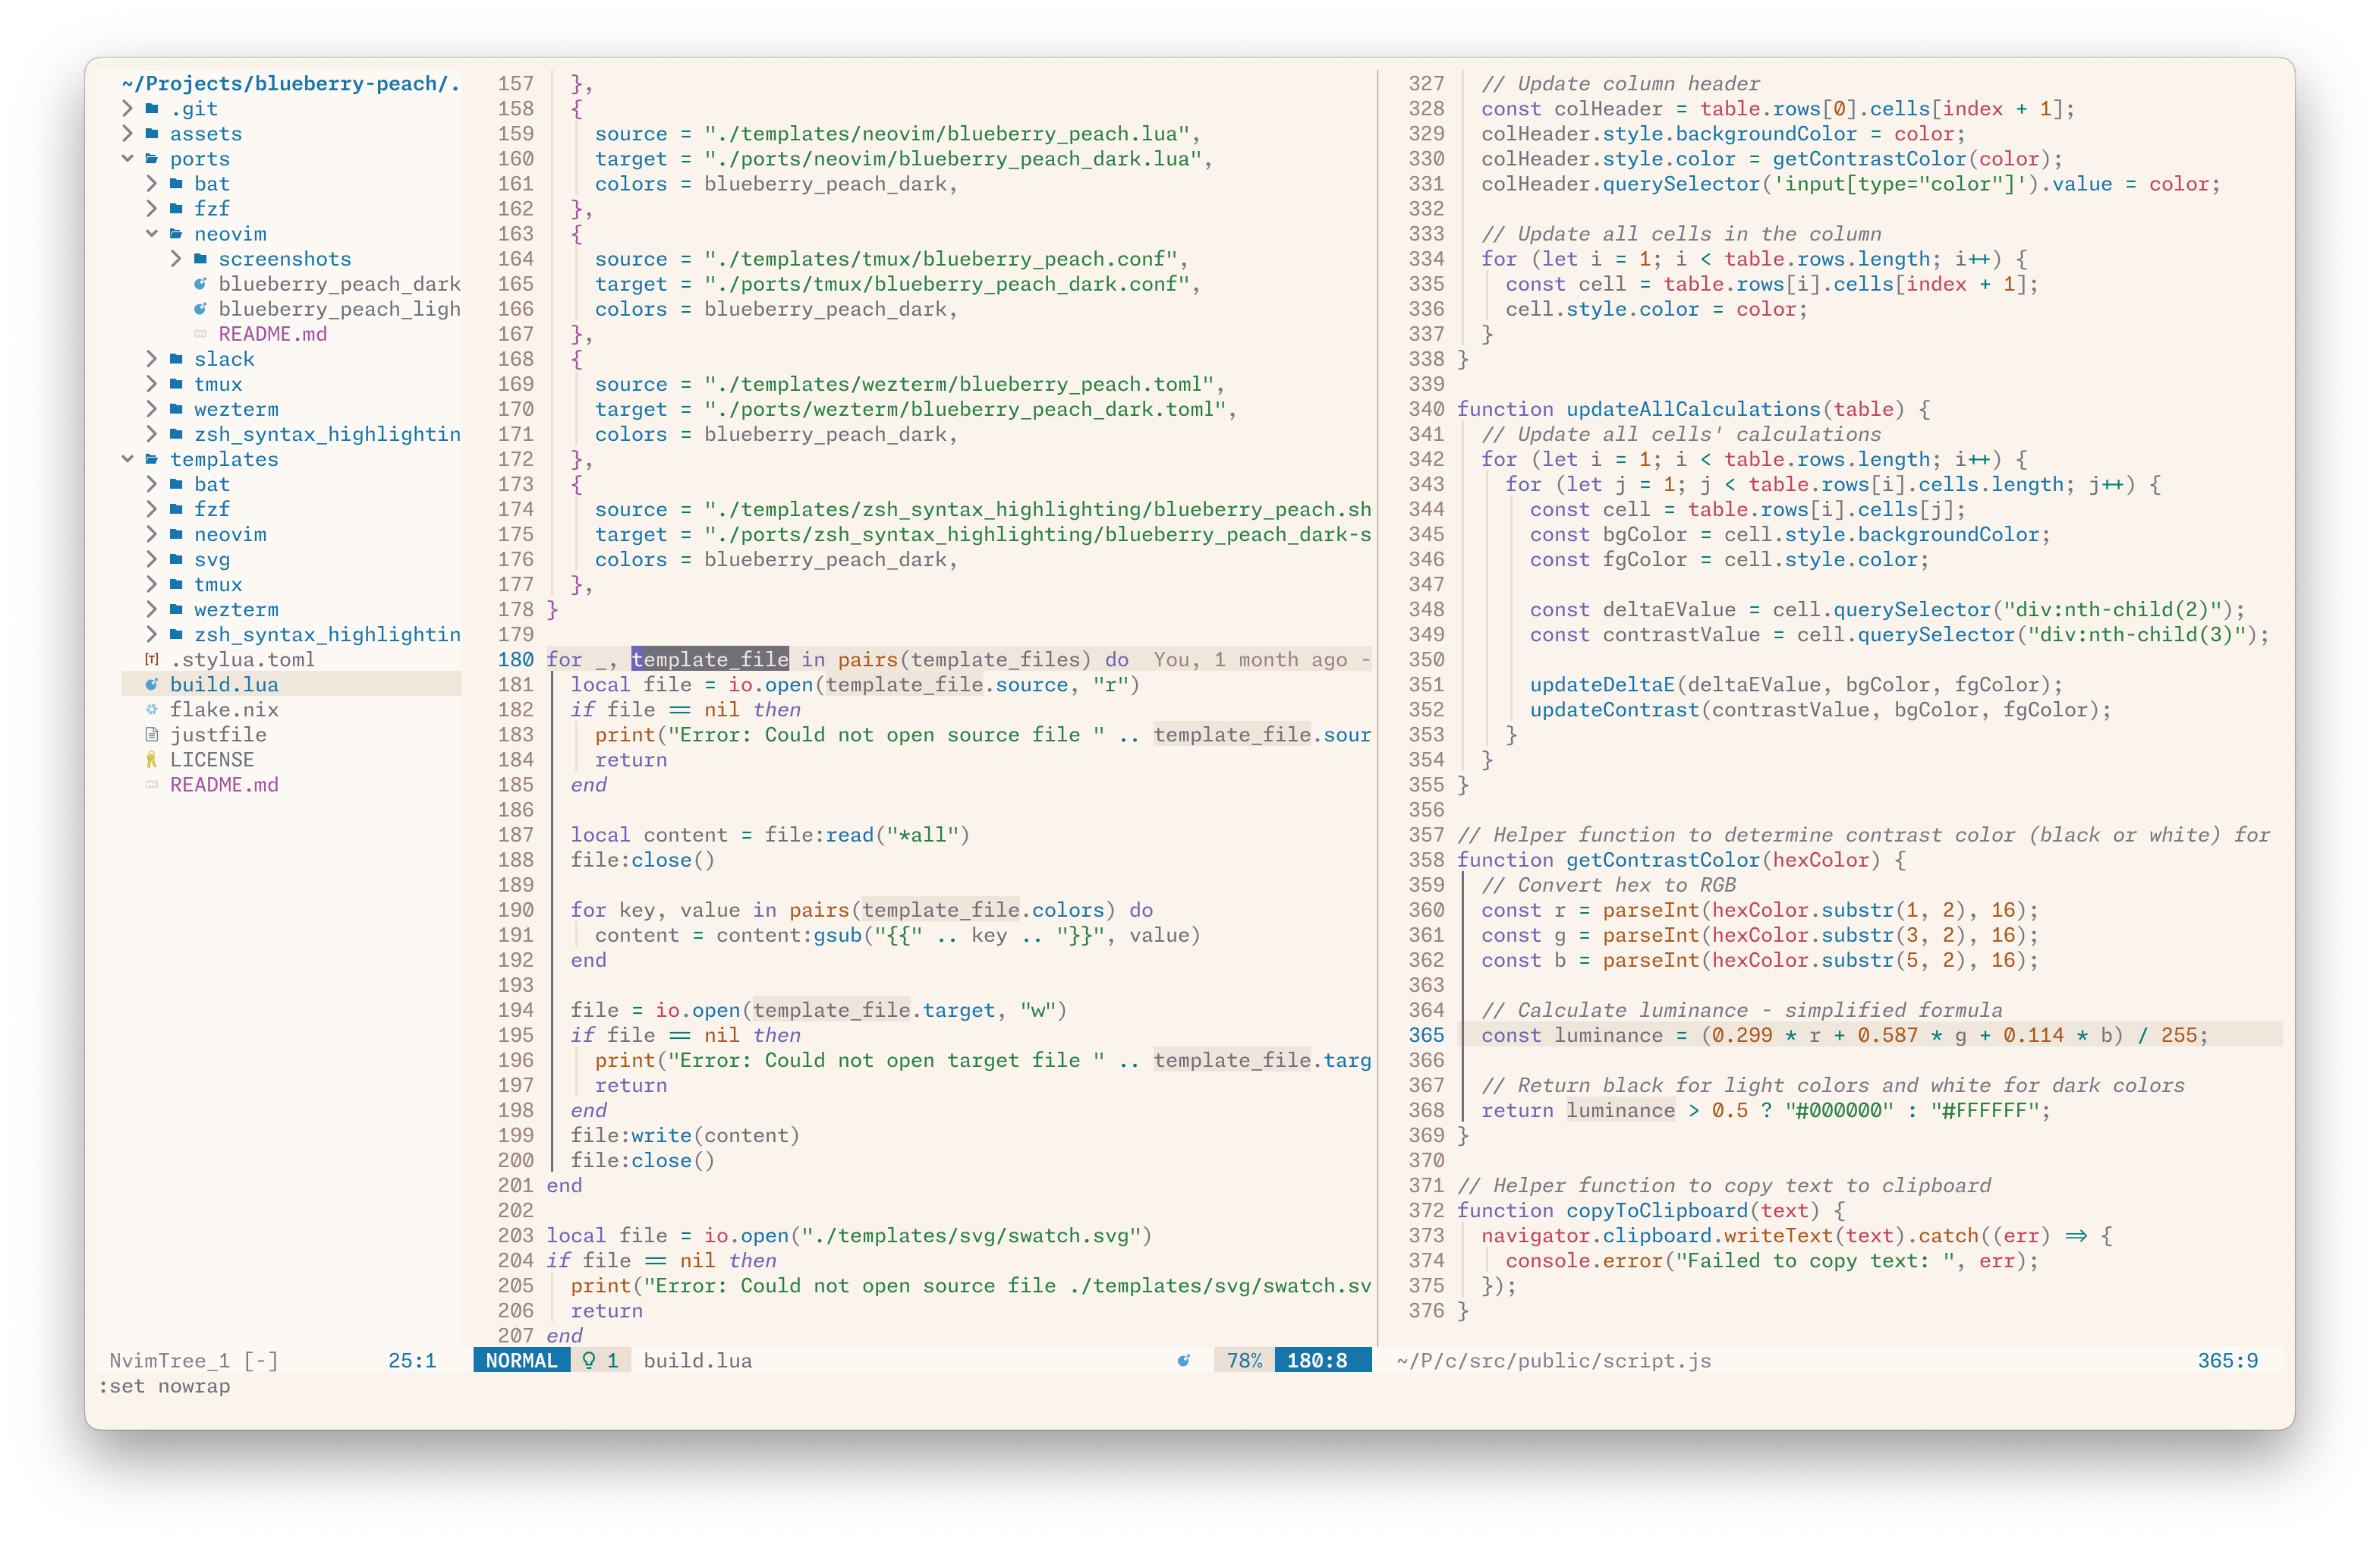 ~/Projects/blueberry-peach/.
.git
assets
ports
bat
fzf
neovim
screenshots
blueberry_peach_dark
blueberry_peach_ligh
README.md
slack
tmux
wezterm
zsh_syntax_highlightin
templates
bat
fzf
neovim
svg
tmux
wezterm
zsh_syntax_highlightin
[T] .stylua.toml
build.lua
flake.nix
justfile
LICENSE
README.md
NvimTree_1 [-] 25:1
157   },
158   {
159     source = "./templates/neovim/blueberry_peach.lua",
160     target = "./ports/neovim/blueberry_peach_dark.lua",
161     colors = blueberry_peach_dark,
162   },
163   {
164     source = "./templates/tmux/blueberry_peach.conf",
165     target = "./ports/tmux/blueberry_peach_dark.conf",
166     colors = blueberry_peach_dark,
167   },
168   {
169     source = "./templates/wezterm/blueberry_peach.toml",
170     target = "./ports/wezterm/blueberry_peach_dark.toml",
171     colors = blueberry_peach_dark,
172   },
173   {
174     source = "./templates/zsh_syntax_highlighting/blueberry_peach.sh
175     target = "./ports/zsh_syntax_highlighting/blueberry_peach_dark-s
176     colors = blueberry_peach_dark,
177   },
178 }
179
180 for _, template_file in pairs(template_files) do  You, 1 month ago -
181   local file = io.open(template_file.source, "r")
182   if file == nil then
183     print("Error: Could not open source file " .. template_file.sour
184     return
185   end
186
187   local content = file:read("*all")
188   file:close()
189
190   for key, value in pairs(template_file.colors) do
191     content = content:gsub("{{" .. key .. "}}", value)
192   end
193
194   file = io.open(template_file.target, "w")
195   if file == nil then
196     print("Error: Could not open target file " .. template_file.targ
197     return
198   end
199   file:write(content)
200   file:close()
201 end
202
203 local file = io.open("./templates/svg/swatch.svg")
204 if file == nil then
205   print("Error: Could not open source file ./templates/svg/swatch.sv
206   return
207 end
NORMAL 1 build.lua 78% 180:8
327   // Update column header
328   const colHeader = table.rows[0].cells[index + 1];
329   colHeader.style.backgroundColor = color;
330   colHeader.style.color = getContrastColor(color);
331   colHeader.querySelector('input[type="color"]').value = color;
332
333   // Update all cells in the column
334   for (let i = 1; i < table.rows.length; i++) {
335     const cell = table.rows[i].cells[index + 1];
336     cell.style.color = color;
337   }
338 }
339
340 function updateAllCalculations(table) {
341   // Update all cells' calculations
342   for (let i = 1; i < table.rows.length; i++) {
343     for (let j = 1; j < table.rows[i].cells.length; j++) {
344       const cell = table.rows[i].cells[j];
345       const bgColor = cell.style.backgroundColor;
346       const fgColor = cell.style.color;
347
348       const deltaEValue = cell.querySelector("div:nth-child(2)");
349       const contrastValue = cell.querySelector("div:nth-child(3)");
350
351       updateDeltaE(deltaEValue, bgColor, fgColor);
352       updateContrast(contrastValue, bgColor, fgColor);
353     }
354   }
355 }
356
357 // Helper function to determine contrast color (black or white) for
358 function getContrastColor(hexColor) {
359   // Convert hex to RGB
360   const r = parseInt(hexColor.substr(1, 2), 16);
361   const g = parseInt(hexColor.substr(3, 2), 16);
362   const b = parseInt(hexColor.substr(5, 2), 16);
363
364   // Calculate luminance - simplified formula
365   const luminance = (0.299 * r + 0.587 * g + 0.114 * b) / 255;
366
367   // Return black for light colors and white for dark colors
368   return luminance > 0.5 ? "#000000" : "#FFFFFF";
369 }
370
371 // Helper function to copy text to clipboard
372 function copyToClipboard(text) {
373   navigator.clipboard.writeText(text).catch((err) => {
374     console.error("Failed to copy text: ", err);
375   });
376 }
~/P/c/src/public/script.js 365:9
:set nowrap